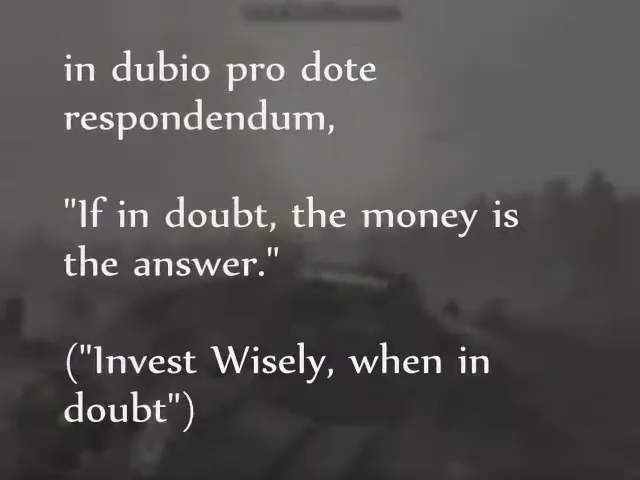 in dubio pro dote
respondendum,
"If in doubt, the money is
the answer."
("Invest Wisely, when in
doubt")